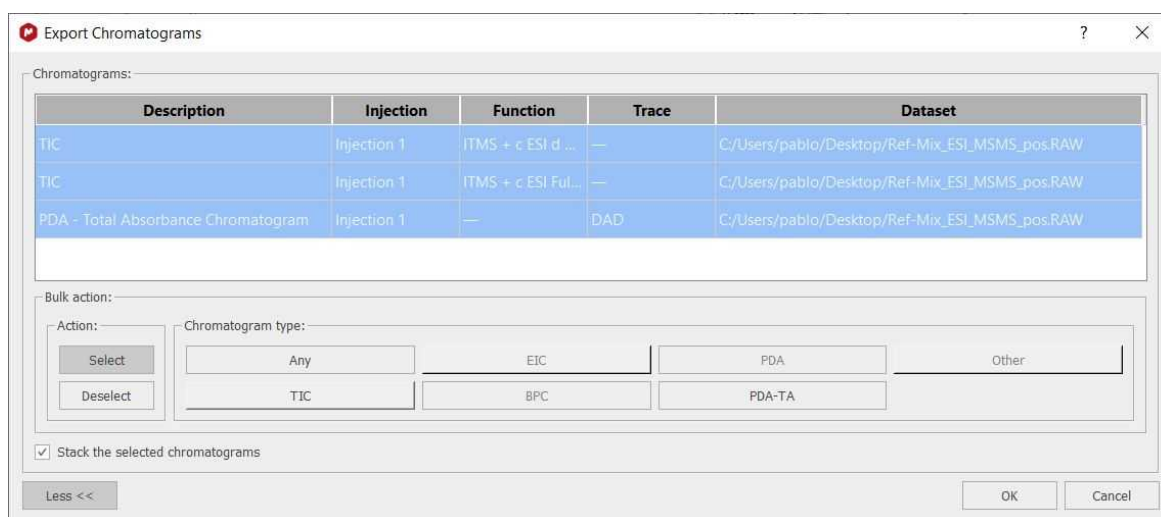 Export Chromatograms
?
Chromatograms:
Description Injection Function Trace Dataset
TIC Injection 1 ITMS + c ESI d ... — C:/Users/pablo/Desktop/Ref-Mix_ESI_MSMS_pos.RAW
TIC Injection 1 ITMS + c ESI Ful... — C:/Users/pablo/Desktop/Ref-Mix_ESI_MSMS_pos.RAW
PDA - Total Absorbance Chromatogram Injection 1 — DAD C:/Users/pablo/Desktop/Ref-Mix_ESI_MSMS_pos.RAW
Bulk action:
Action: Chromatogram type:
Select Any EIC PDA Other
Deselect TIC BPC PDA-TA
Stack the selected chromatograms
Less << OK Cancel